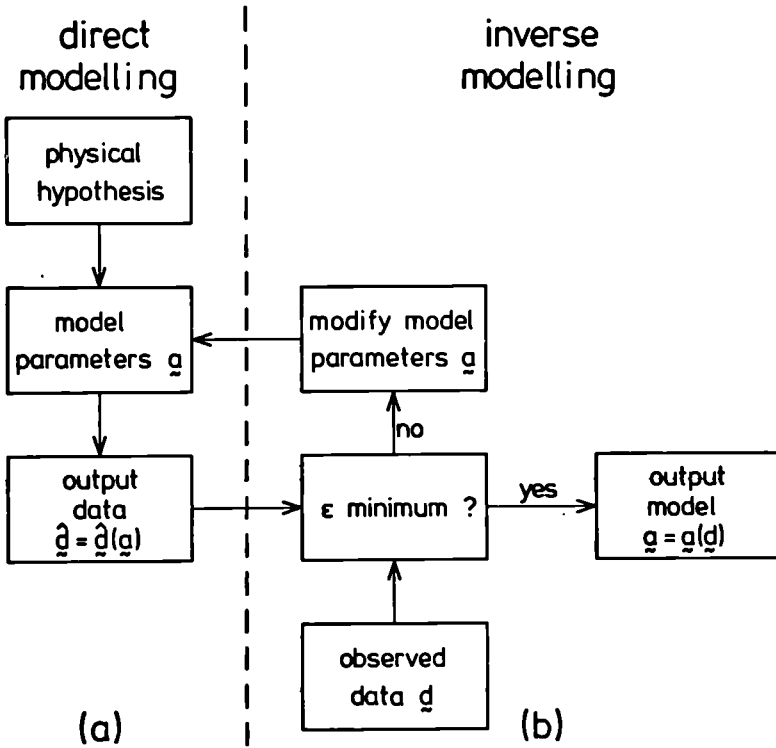 direct
modelling
inverse
modelling
physical
hypothesis
model
parameters a̰
modify model
parameters a̰
no
output
data
d̰̂ = d̰̂(a̰)
ε minimum ?
yes
output
model
a̰ = a̰(d̰)
observed
data d̰
(a)
(b)